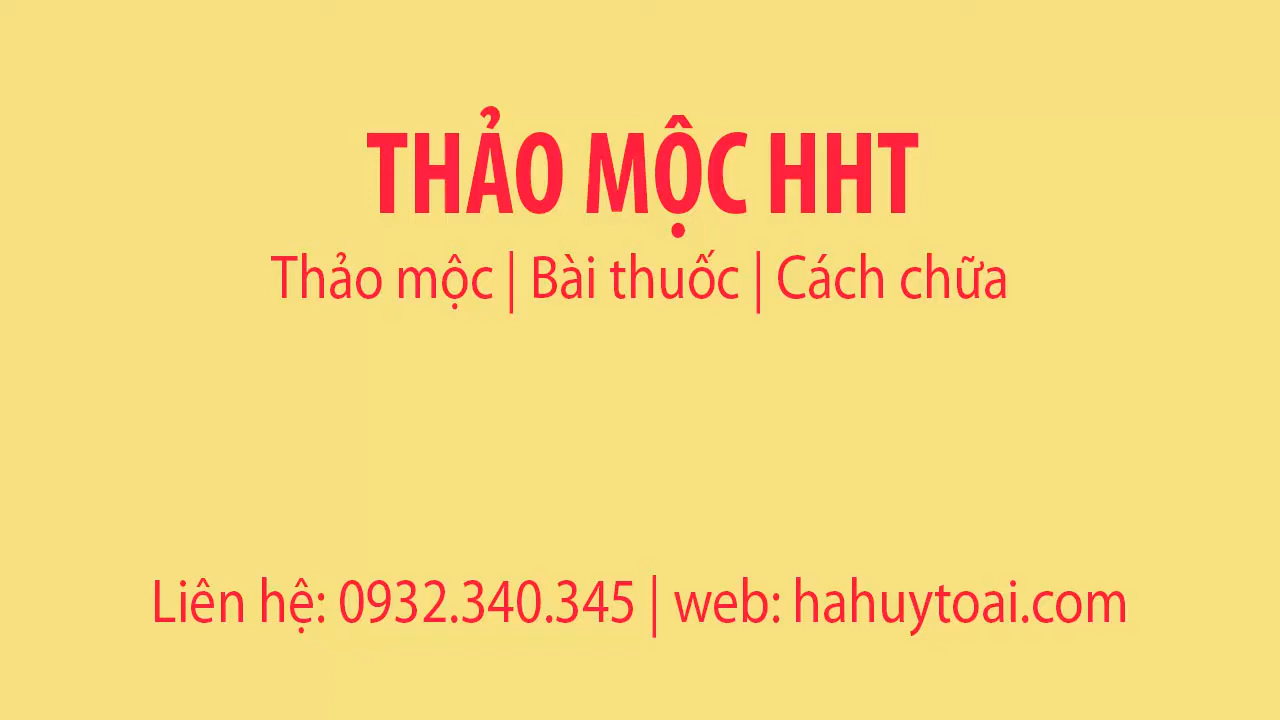 THẢO MỘC HHT
Thảo mộc | Bài thuốc | Cách chữa
Liên hệ: 0932.340.345 | web: hahuytoai.com